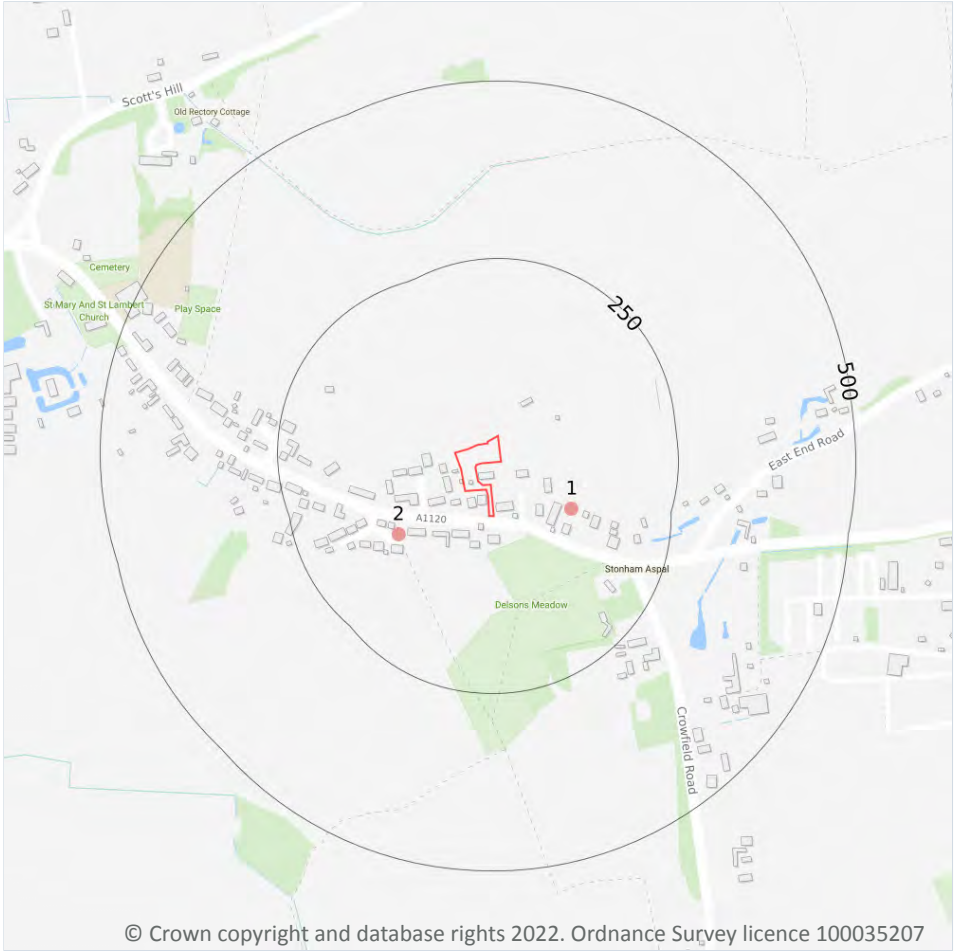 Scott's Hill
Old Rectory Cottage
Cemetery
St Mary And St Lambert
Church
Play Space
250
500
East End Road
1
A1120
2
Stonham Aspal
Delsons Meadow
Crowfield Road
© Crown copyright and database rights 2022. Ordnance Survey licence 100035207